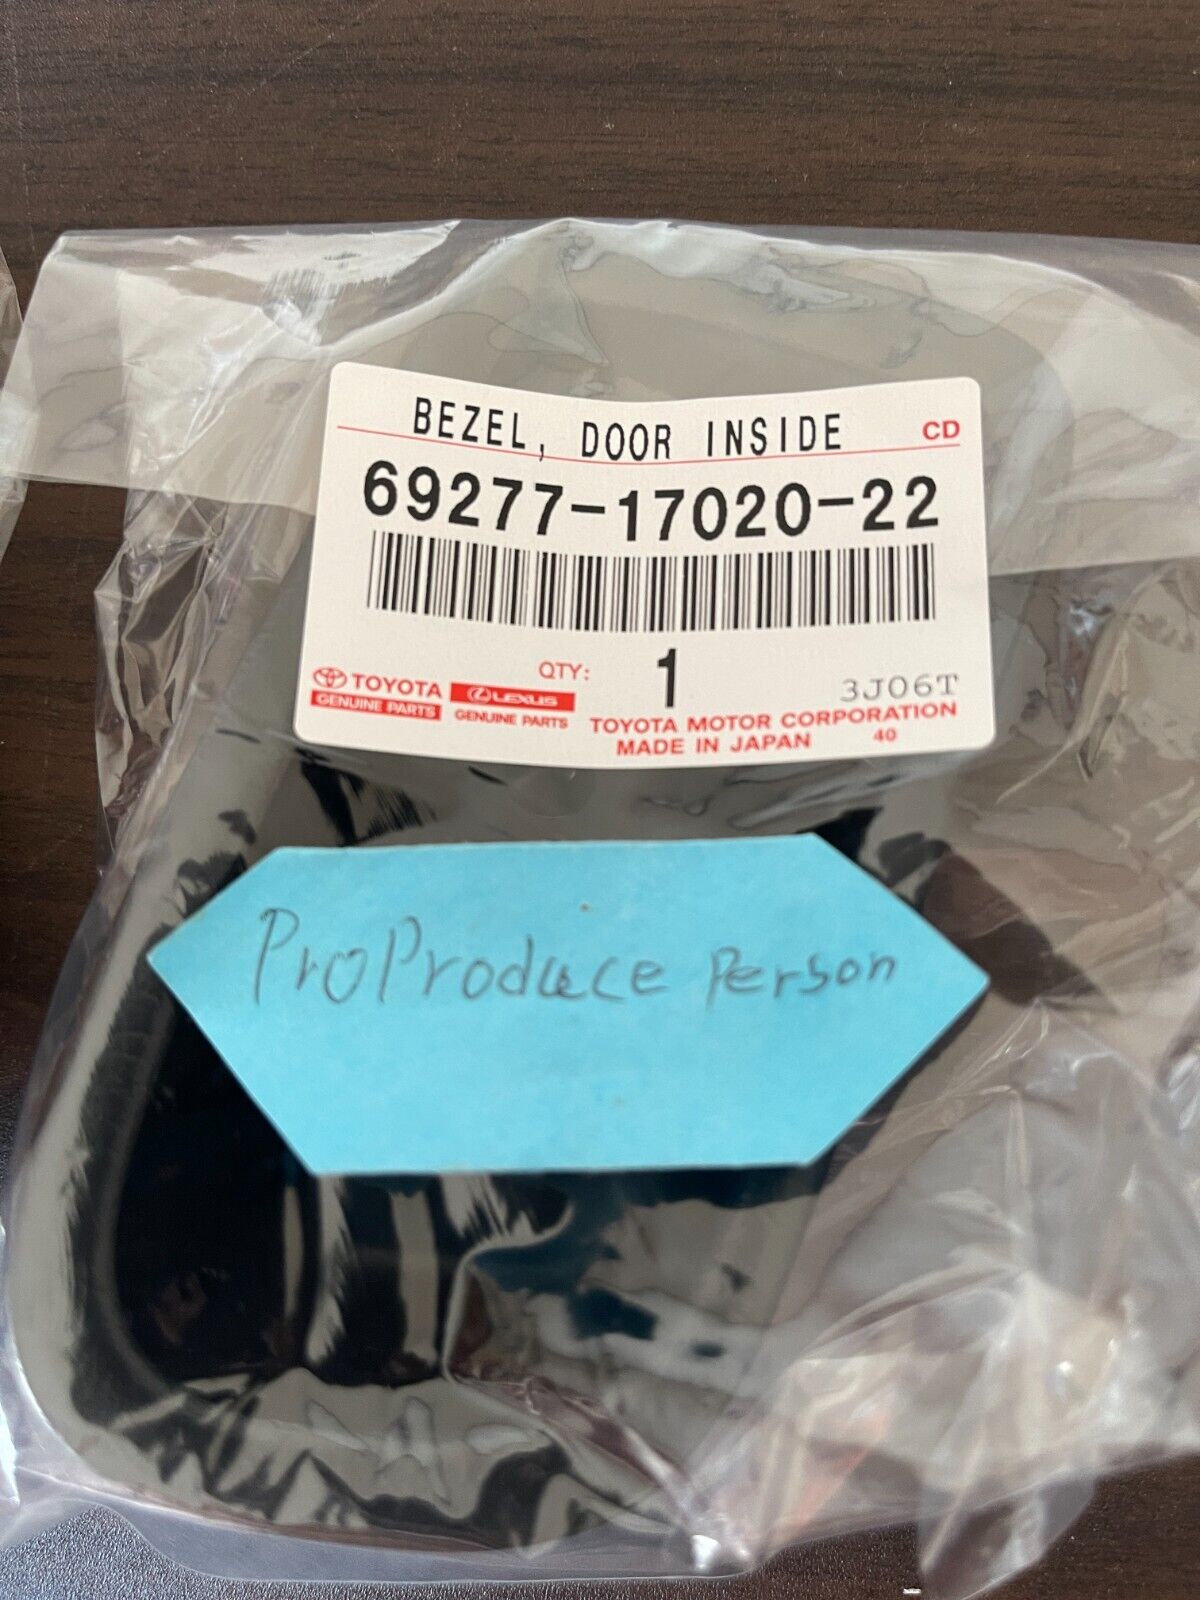 BEZEL, DOOR INSIDE CD
69277-17020-22
QTY: 1
3J06T
TOYOTA
GENUINE PARTS
LEXUS
GENUINE PARTS
TOYOTA MOTOR CORPORATION
MADE IN JAPAN 40
ProProduce Person